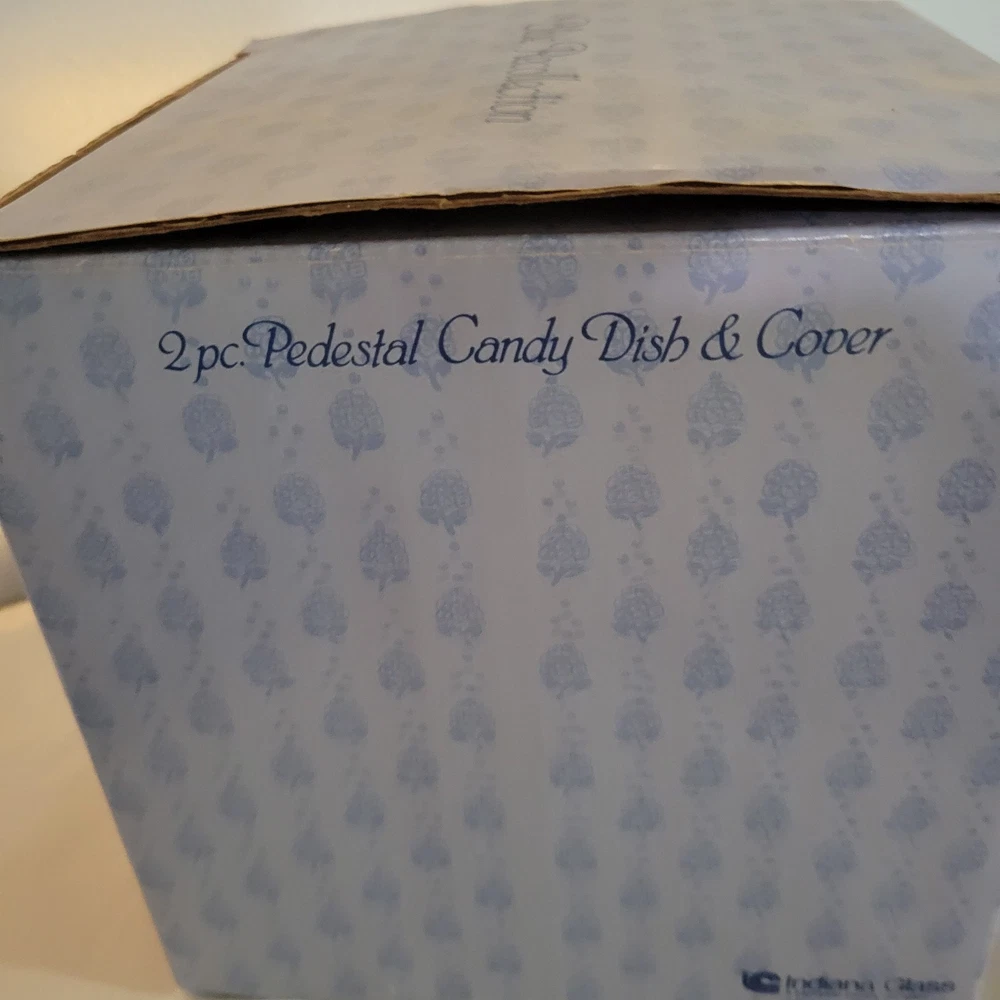 2 pc. Pedestal Candy Dish & Cover
Indiana Glass